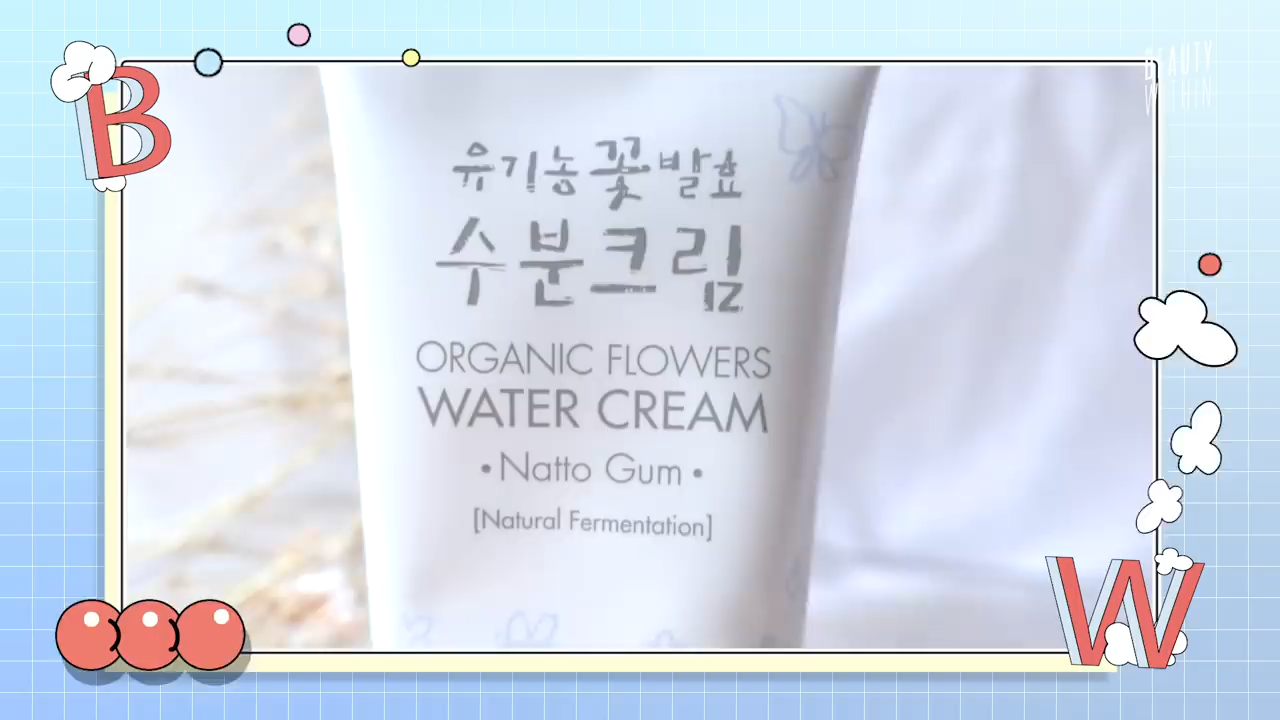 B
BEAUTY
WITHIN
유기농 꽃 발효
수분크림
ORGANIC FLOWERS
WATER CREAM
• Natto Gum •
[Natural Fermentation]
W